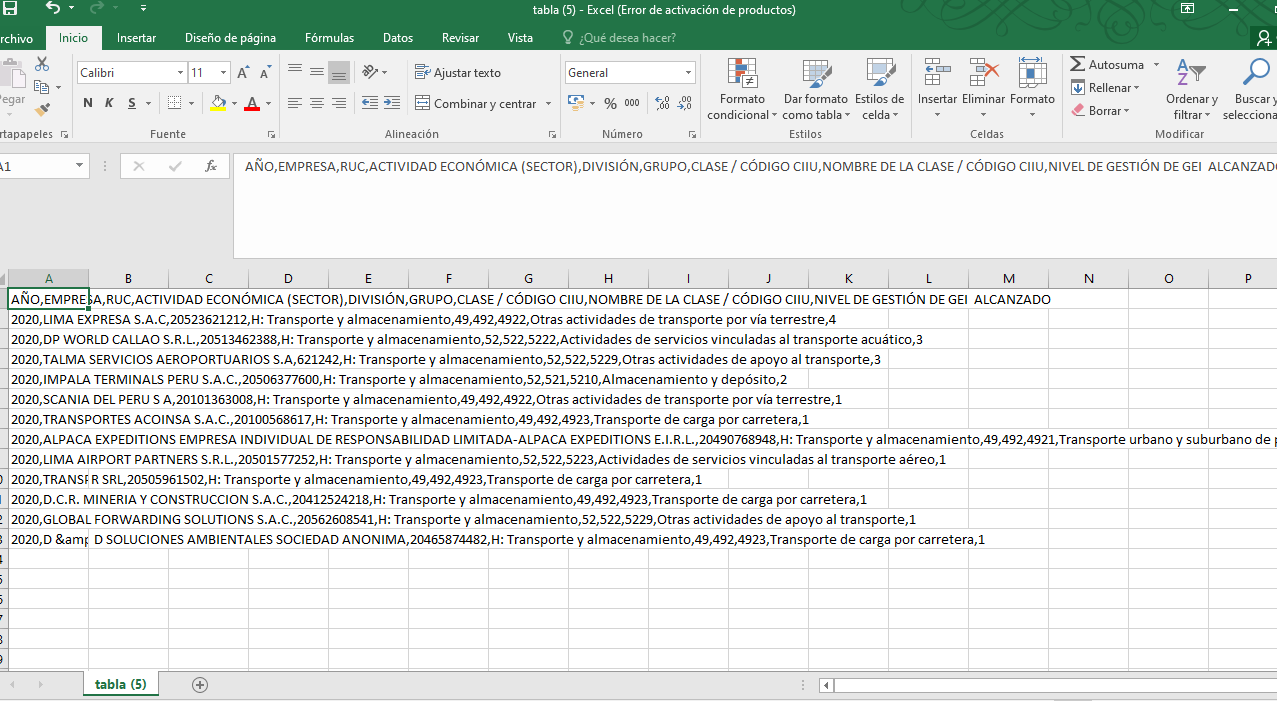 tabla (5) - Excel (Error de activación de productos)
rchivo Inicio Insertar Diseño de página Fórmulas Datos Revisar Vista ¿Qué desea hacer?
Pegar
rtapapeles
Calibri 11
N K S
Fuente
Ajustar texto
Combinar y centrar
Alineación
General
% 000
Número
Formato condicional
Dar formato como tabla
Estilos de celda
Estilos
Insertar Eliminar Formato
Celdas
Autosuma
Rellenar
Borrar
Ordenar y filtrar
Buscar y selecciona
Modificar
A1 fx AÑO,EMPRESA,RUC,ACTIVIDAD ECONÓMICA (SECTOR),DIVISIÓN,GRUPO,CLASE / CÓDIGO CIIU,NOMBRE DE LA CLASE / CÓDIGO CIIU,NIVEL DE GESTIÓN DE GEI ALCANZADO
A B C D E F G H I J K L M N O P
AÑO,EMPRESA,RUC,ACTIVIDAD ECONÓMICA (SECTOR),DIVISIÓN,GRUPO,CLASE / CÓDIGO CIIU,NOMBRE DE LA CLASE / CÓDIGO CIIU,NIVEL DE GESTIÓN DE GEI ALCANZADO
2020,LIMA EXPRESA S.A.C,20523621212,H: Transporte y almacenamiento,49,492,4922,Otras actividades de transporte por vía terrestre,4
2020,DP WORLD CALLAO S.R.L.,20513462388,H: Transporte y almacenamiento,52,522,5222,Actividades de servicios vinculadas al transporte acuático,3
2020,TALMA SERVICIOS AEROPORTUARIOS S.A,621242,H: Transporte y almacenamiento,52,522,5229,Otras actividades de apoyo al transporte,3
2020,IMPALA TERMINALS PERU S.A.C.,20506377600,H: Transporte y almacenamiento,52,521,5210,Almacenamiento y depósito,2
2020,SCANIA DEL PERU S A,20101363008,H: Transporte y almacenamiento,49,492,4922,Otras actividades de transporte por vía terrestre,1
2020,TRANSPORTES ACOINSA S.A.C.,20100568617,H: Transporte y almacenamiento,49,492,4923,Transporte de carga por carretera,1
2020,ALPACA EXPEDITIONS EMPRESA INDIVIDUAL DE RESPONSABILIDAD LIMITADA-ALPACA EXPEDITIONS E.I.R.L.,20490768948,H: Transporte y almacenamiento,49,492,4921,Transporte urbano y suburbano de p
2020,LIMA AIRPORT PARTNERS S.R.L.,20501577252,H: Transporte y almacenamiento,52,522,5223,Actividades de servicios vinculadas al transporte aéreo,1
2020,TRANSF R SRL,20505961502,H: Transporte y almacenamiento,49,492,4923,Transporte de carga por carretera,1
2020,D.C.R. MINERIA Y CONSTRUCCION S.A.C.,20412524218,H: Transporte y almacenamiento,49,492,4923,Transporte de carga por carretera,1
2020,GLOBAL FORWARDING SOLUTIONS S.A.C.,20562608541,H: Transporte y almacenamiento,52,522,5229,Otras actividades de apoyo al transporte,1
2020,D &amp D SOLUCIONES AMBIENTALES SOCIEDAD ANONIMA,20465874482,H: Transporte y almacenamiento,49,492,4923,Transporte de carga por carretera,1
tabla (5)